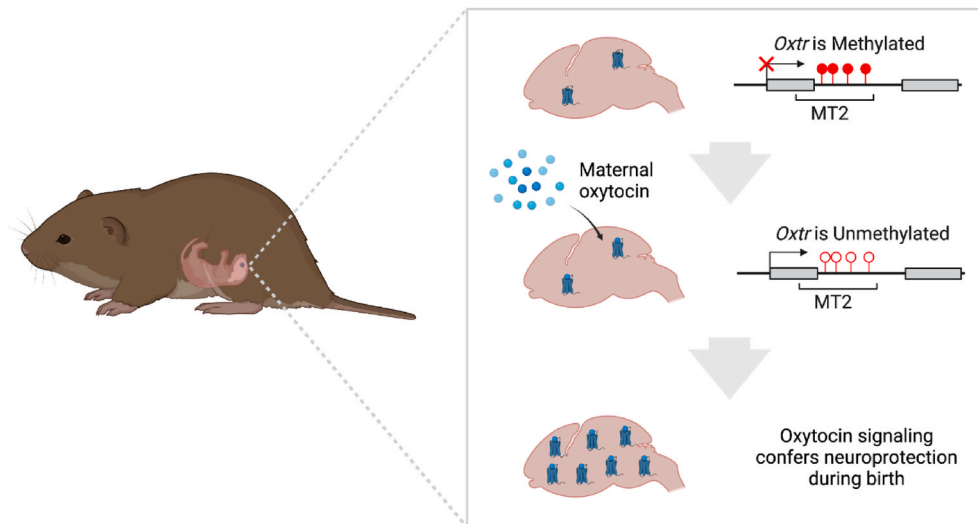 Oxtr is Methylated
MT2
Maternal
oxytocin
Oxtr is Unmethylated
MT2
Oxytocin signaling
confers neuroprotection
during birth